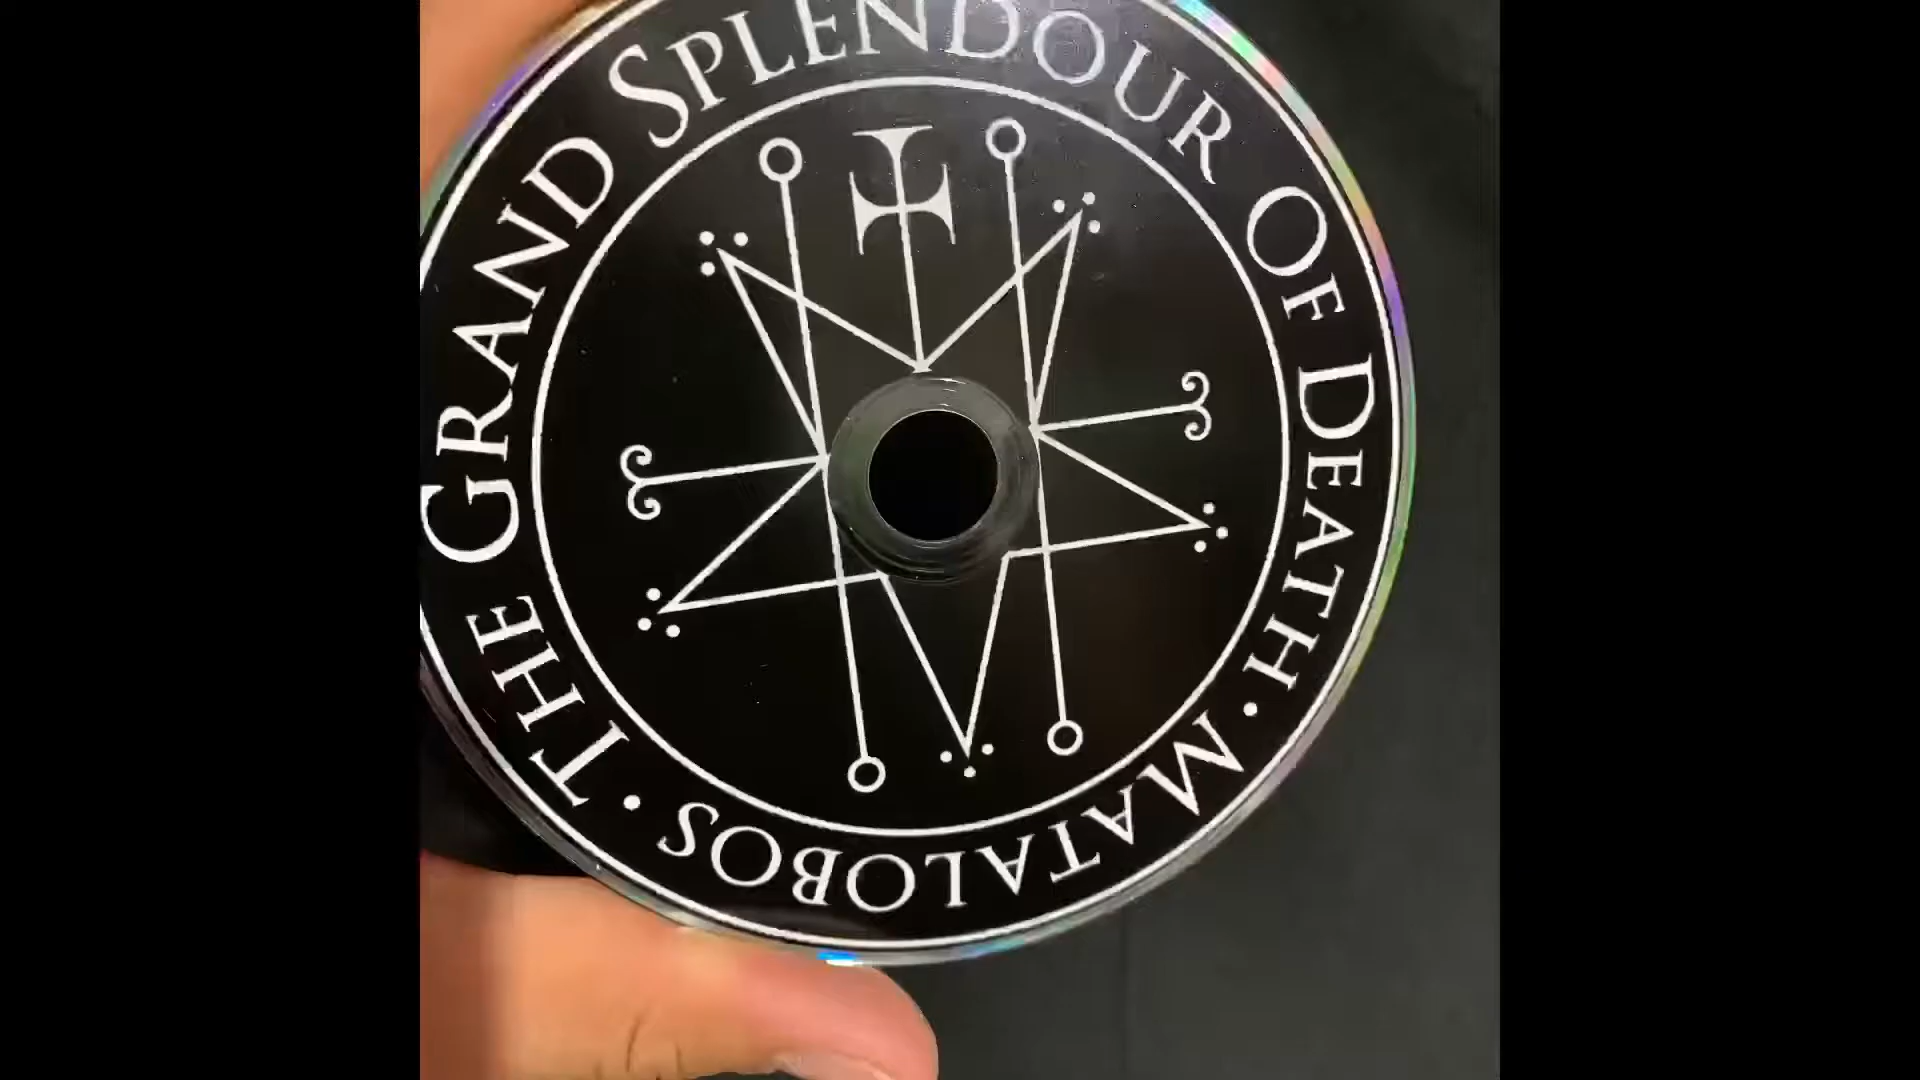 THE GRAND SPLENDOUR OF DEATH · MATALOBOS ·